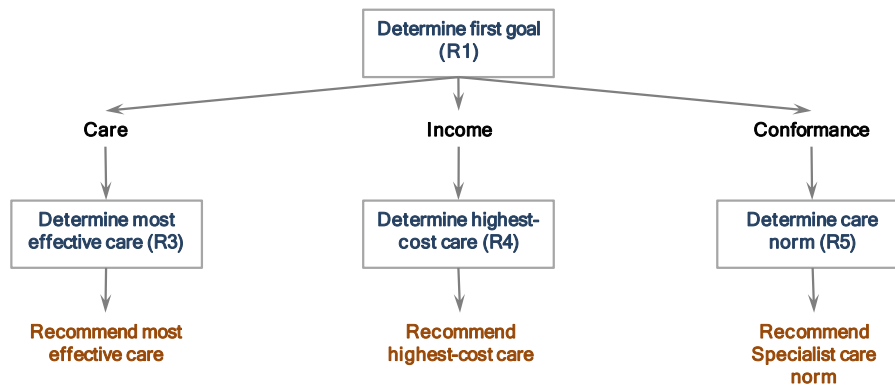 Determine first goal
(R1)
Care
Income
Conformance
Determine most
effective care (R3)
Determine highest-
cost care (R4)
Determine care
norm (R5)
Recommend most
effective care
Recommend
highest-cost care
Recommend
Specialist care
norm